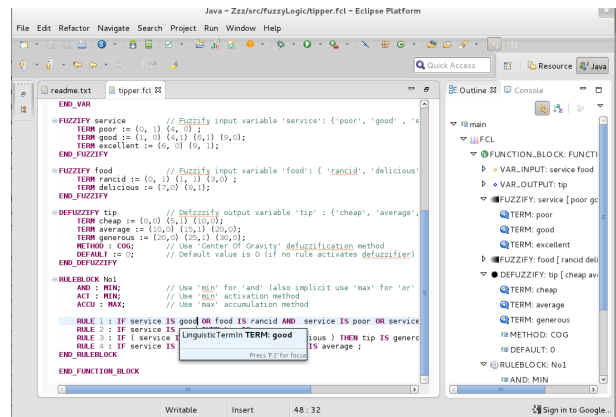 Java - Zzz/src/fuzzyLogic/tipper.fcl - Eclipse Platform
File Edit Refactor Navigate Search Project Run Window Help
Quick Access
Resource
Java
readme.txt
tipper.fcl
END_VAR
FUZZIFY service // Fuzzify input variable 'service': {'poor', 'good' , 'e
TERM poor := (0, 1) (4, 0) ;
TERM good := (1, 0) (4,1) (6,1) (9,0);
TERM excellent := (6, 0) (9, 1);
END_FUZZIFY
FUZZIFY food // Fuzzify input variable 'food': { 'rancid', 'delicious'
TERM rancid := (0, 1) (1, 1) (3,0) ;
TERM delicious := (7,0) (9,1);
END_FUZZIFY
DEFUZZIFY tip // Defzzzify output variable 'tip' : {'cheap', 'average',
TERM cheap := (0,0) (5,1) (10,0);
TERM average := (10,0) (15,1) (20,0);
TERM generous := (20,0) (25,1) (30,0);
METHOD : COG; // Use 'Center Of Gravity' defuzzification method
DEFAULT := 0; // Default value is 0 (if no rule activates defuzzifier)
END_DEFUZZIFY
RULEBLOCK No1
AND : MIN; // Use 'min' for 'and' (also implicit use 'max' for 'or'
ACT : MIN; // Use 'min' activation method
ACCU : MAX; // Use 'max' accumulation method
RULE 1 : IF service IS good OR food IS rancid AND service IS poor OR service
RULE 2 : IF service IS
RULE 3 : IF ( service I ious ) THEN tip IS genero
RULE 4 : IF service IS IS average ;
END_RULEBLOCK
END_FUNCTION_BLOCK
LinguisticTermIn TERM: good
Press 'F2' for focus
Outline
Console
main
FCL
FUNCTION_BLOCK: FUNCTI
VAR_INPUT: service food
VAR_OUTPUT: tip
FUZZIFY: service [ poor go
TERM: poor
TERM: good
TERM: excellent
FUZZIFY: food [ rancid deli
DEFUZZIFY: tip [ cheap ave
TERM: cheap
TERM: average
TERM: generous
METHOD: COG
DEFAULT: 0
RULEBLOCK: No1
AND: MIN
Writable
Insert
48 : 32
Sign in to Google...